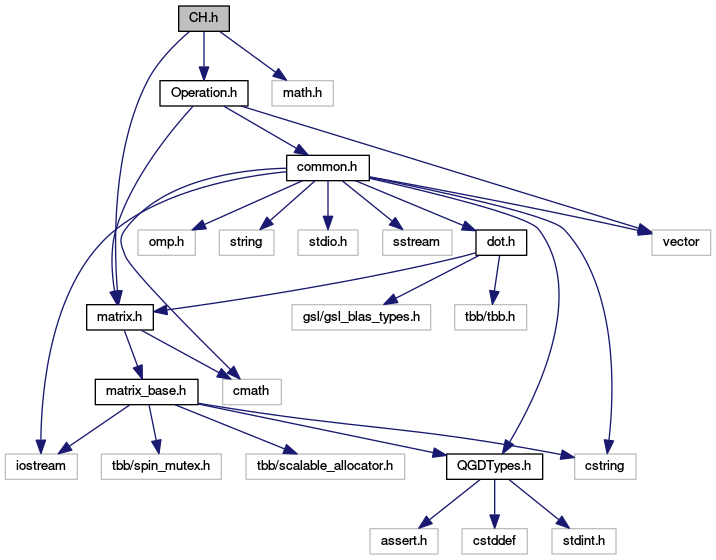 CH.h
Operation.h
math.h
common.h
omp.h
string
stdio.h
sstream
dot.h
vector
matrix.h
gsl/gsl_blas_types.h
tbb/tbb.h
matrix_base.h
cmath
iostream
tbb/spin_mutex.h
tbb/scalable_allocator.h
QGDTypes.h
cstring
assert.h
cstddef
stdint.h